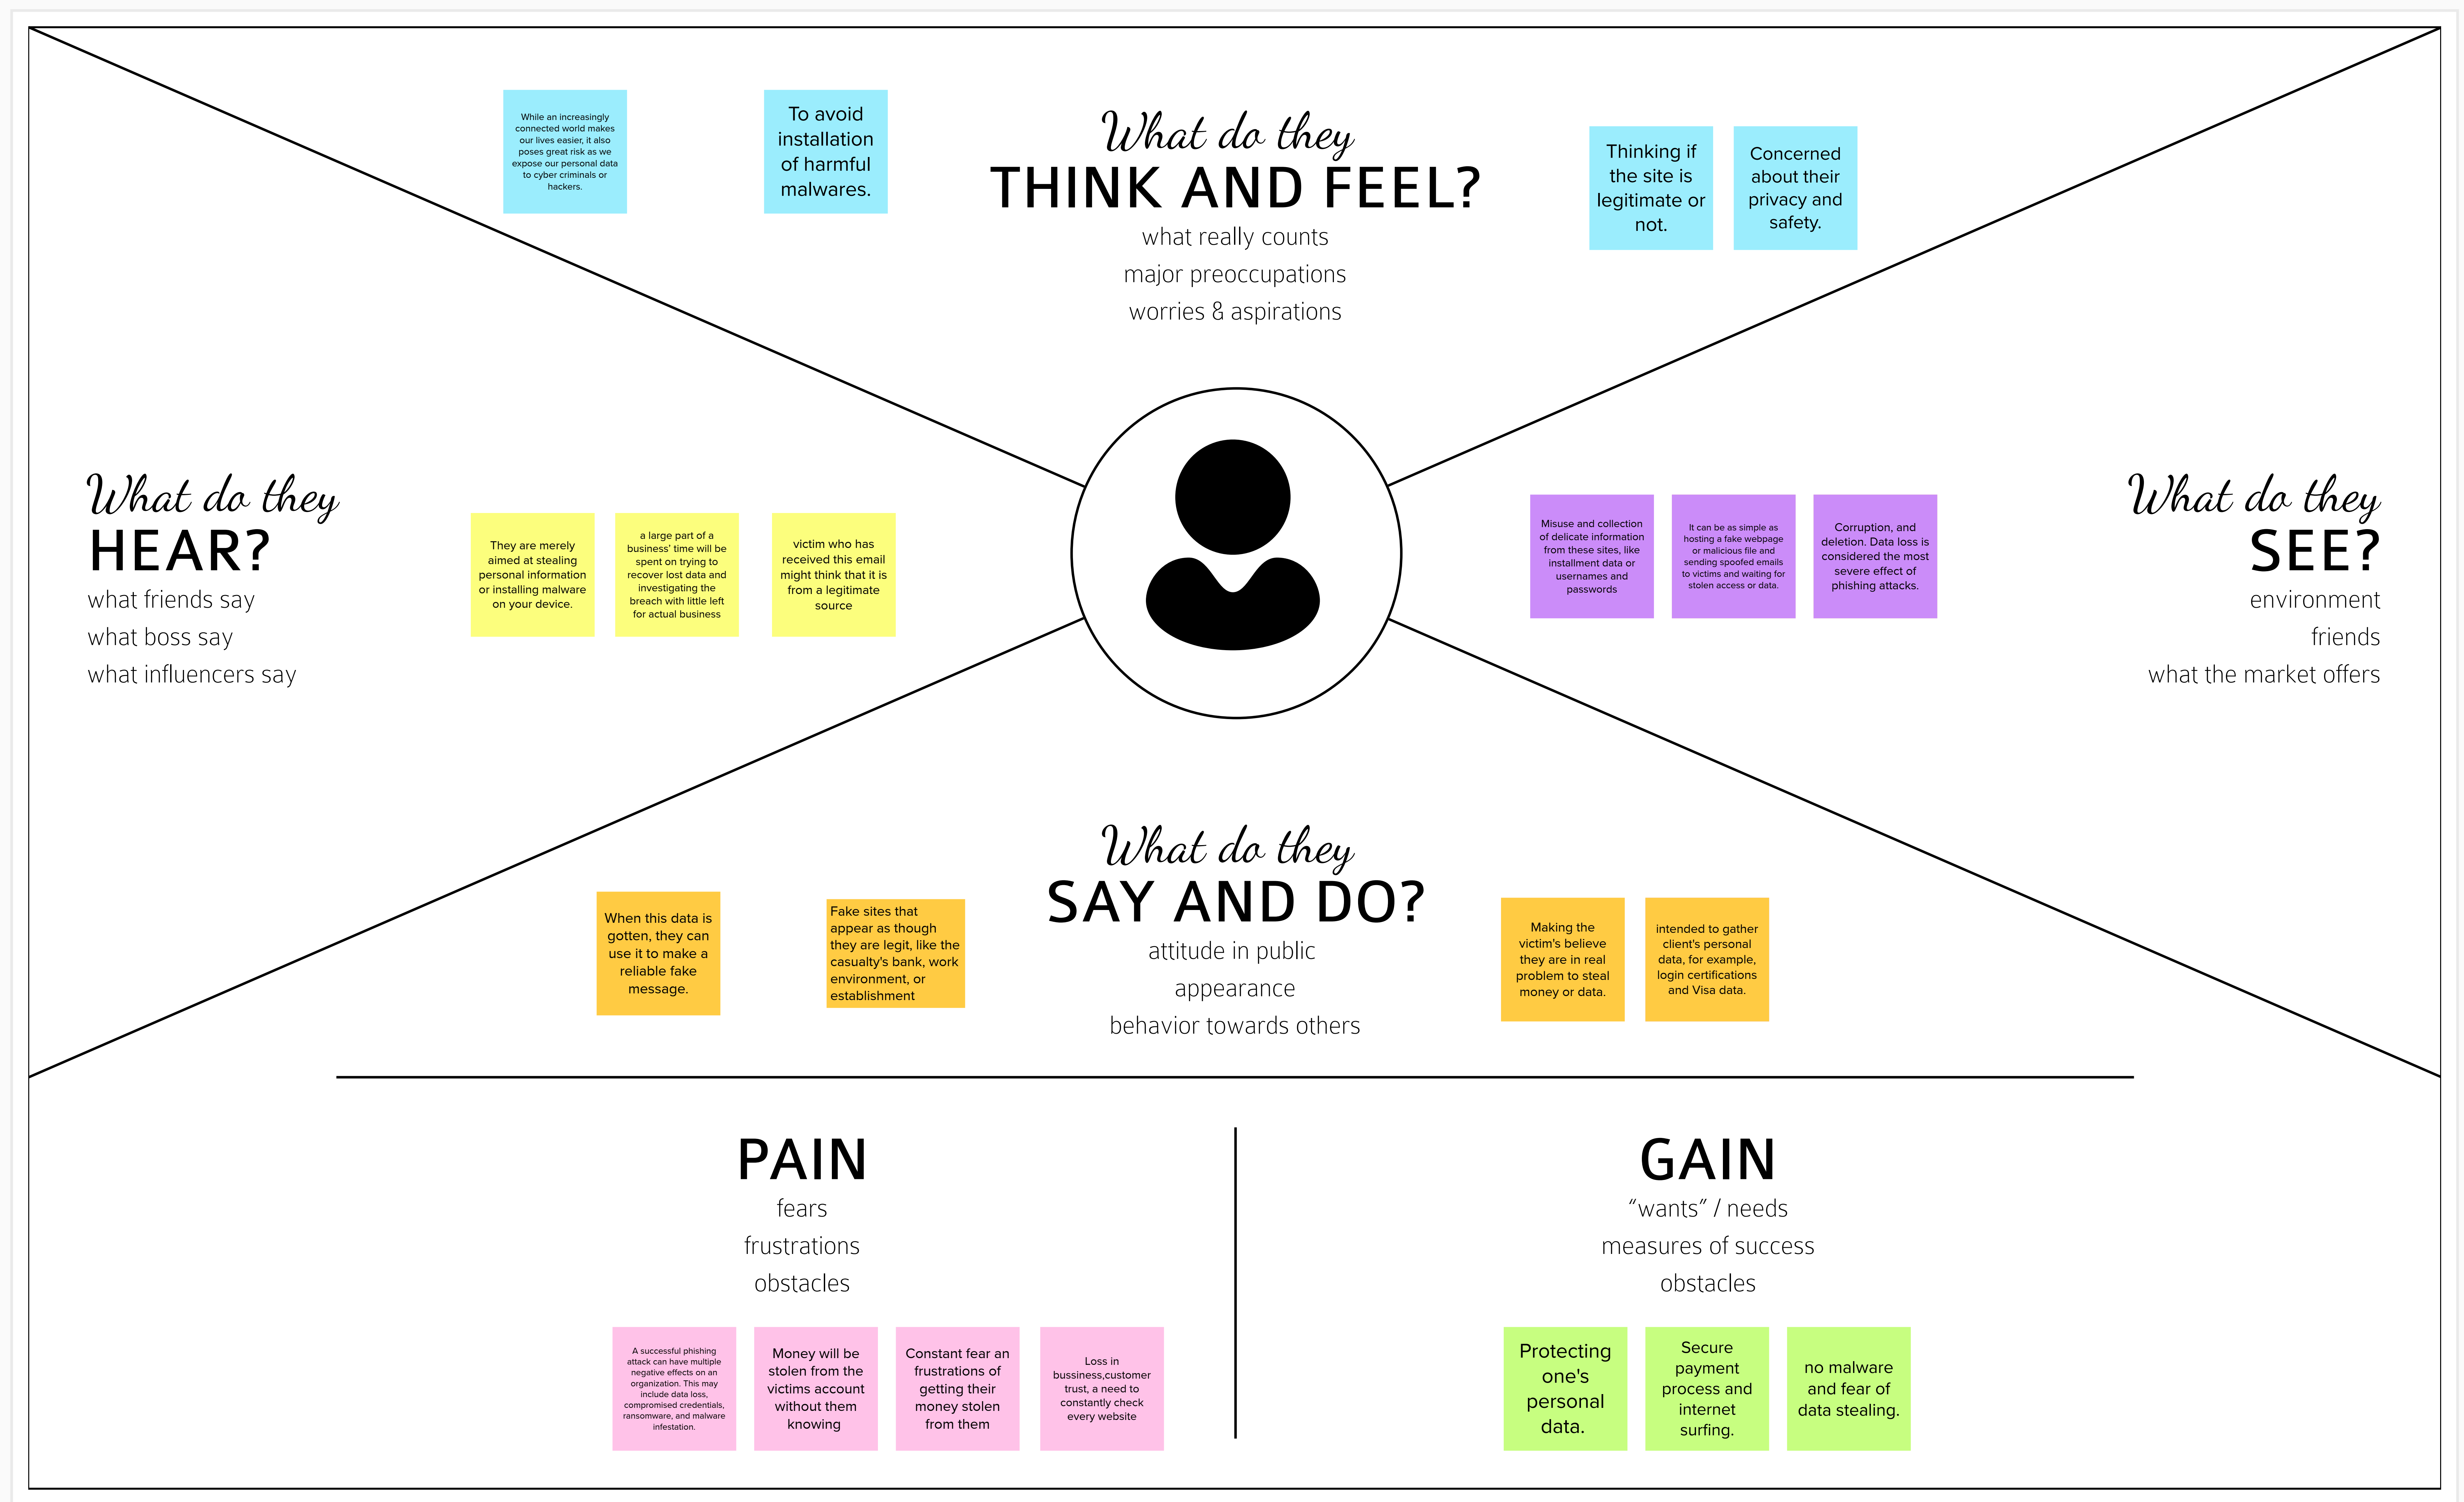 While an increasingly
connected world makes
our lives easier, it also
poses great risk as we
expose our personal data
to cyber criminals or
hackers.
To avoid
installation
of harmful
malwares.
What do they
THINK AND FEEL?
what really counts
major preoccupations
worries & aspirations
Thinking if
the site is
legitimate or
not.
Concerned
about their
privacy and
safety.
What do they
HEAR?
what friends say
what boss say
what influencers say
They are merely
aimed at stealing
personal information
or installing malware
on your device.
a large part of a
business' time will be
spent on trying to
recover lost data and
investigating the
breach with little left
for actual business
victim who has
received this email
might think that it is
from a legitimate
source
Misuse and collection
of delicate information
from these sites, like
installment data or
usernames and
passwords
It can be as simple as
hosting a fake webpage
or malicious file and
sending spoofed emails
to victims and waiting for
stolen access or data.
Corruption, and
deletion. Data loss is
considered the most
severe effect of
phishing attacks.
What do they
SEE?
environment
friends
what the market offers
When this data is
gotten, they can
use it to make a
reliable fake
message.
Fake sites that
appear as though
they are legit, like the
casualty's bank, work
environment, or
establishment
What do they
SAY AND DO?
attitude in public
appearance
behavior towards others
Making the
victim's believe
they are in real
problem to steal
money or data.
intended to gather
client's personal
data, for example,
login certifications
and Visa data.
PAIN
fears
frustrations
obstacles
A successful phishing
attack can have multiple
negative effects on an
organization. This may
include data loss,
compromised credentials,
ransomware, and malware
infestation.
Money will be
stolen from the
victims account
without them
knowing
Constant fear an
frustrations of
getting their
money stolen
from them
Loss in
bussiness,customer
trust, a need to
constantly check
every website
GAIN
“wants” / needs
measures of success
obstacles
Protecting
one's
personal
data.
Secure
payment
process and
internet
surfing.
no malware
and fear of
data stealing.